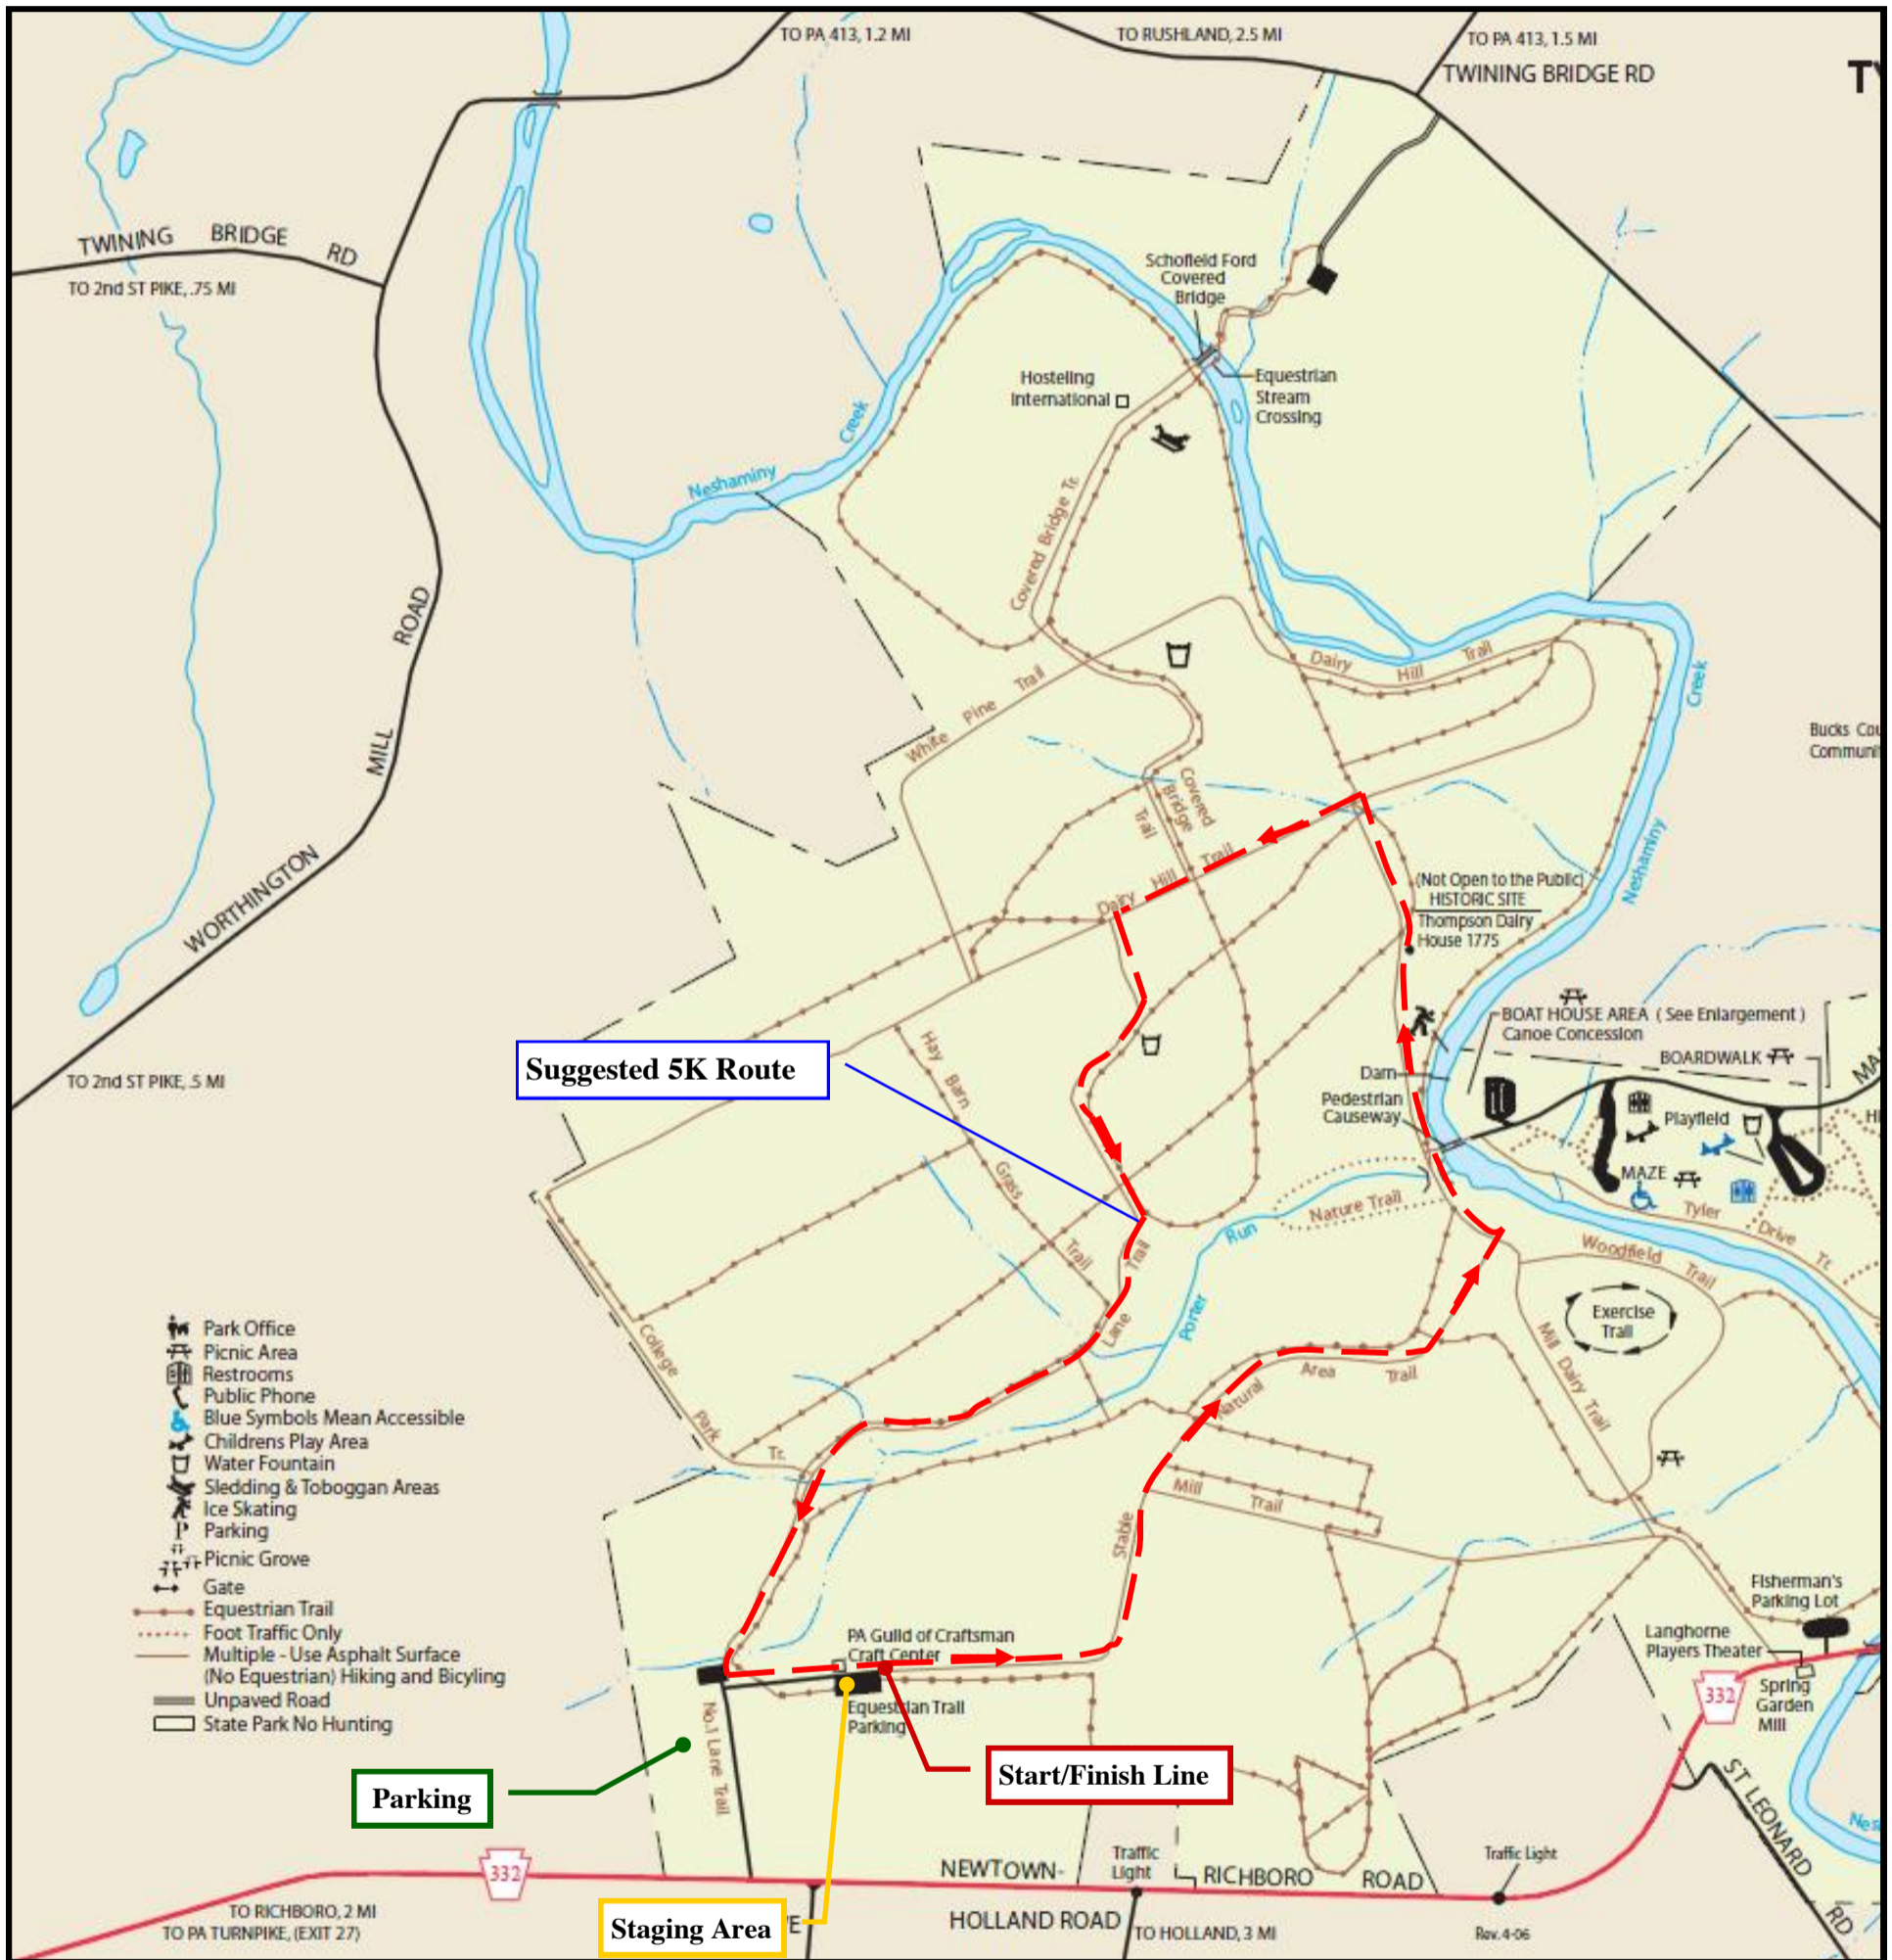 TO PA 413, 1.2 MI
TO RUSHLAND, 2.5 MI
TO PA 413, 1.5 MI
TWINING BRIDGE RD
TWINING BRIDGE RD
TO 2nd ST PIKE, .75 MI
Schofield Ford
Covered
Bridge
Hosteling
International
Equestrian
Stream
Crossing
Neshaminy
Creek
Covered Bridge Tr.
WORTHINGTON
MILL
ROAD
White Pine Trail
Dairy Hill Trail
Creek
Neshaminy
Bucks
Covered
Bridge
Trail
Dairy Hill Trail
(Not Open to the Public)
HISTORIC SITE
Thompson Dairy
House 1775
BOAT HOUSE AREA ( See Enlargement )
Canoe Concession
BOARDWALK
TO 2nd ST PIKE, .5 MI
Suggested 5K Route
Hay Barn
Grass
Trail
Dam
Pedestrian
Causeway
Playfield
MAZE
Nature Trail
Tyler Drive Tr.
Run
Porter
Lane Trail
Woodfield Trail
Exercise
Trail
Mill Dairy Trail
College
Park Tr.
Natural Area Trail
Mill Trail
Stable
Park Office
Picnic Area
Restrooms
Public Phone
Blue Symbols Mean Accessible
Childrens Play Area
Water Fountain
Sledding & Toboggan Areas
Ice Skating
P Parking
Picnic Grove
Gate
Equestrian Trail
Foot Traffic Only
Multiple - Use Asphalt Surface
(No Equestrian) Hiking and Bicyling
Unpaved Road
State Park No Hunting
PA Guild of Craftsman
Craft Center
Equestrian Trail
Parking
No.1 Lane Trail
Fisherman's
Parking Lot
Langhorne
Players Theater
332
Spring
Garden
Mill
Parking
Start/Finish Line
Staging Area
332
NEWTOWN-
RICHBORO ROAD
Traffic
Light
Traffic Light
ST LEONARD RD
TO RICHBORO, 2 MI
TO PA TURNPIKE, (EXIT 27)
HOLLAND ROAD
TO HOLLAND, 3 MI
Rev. 4-06